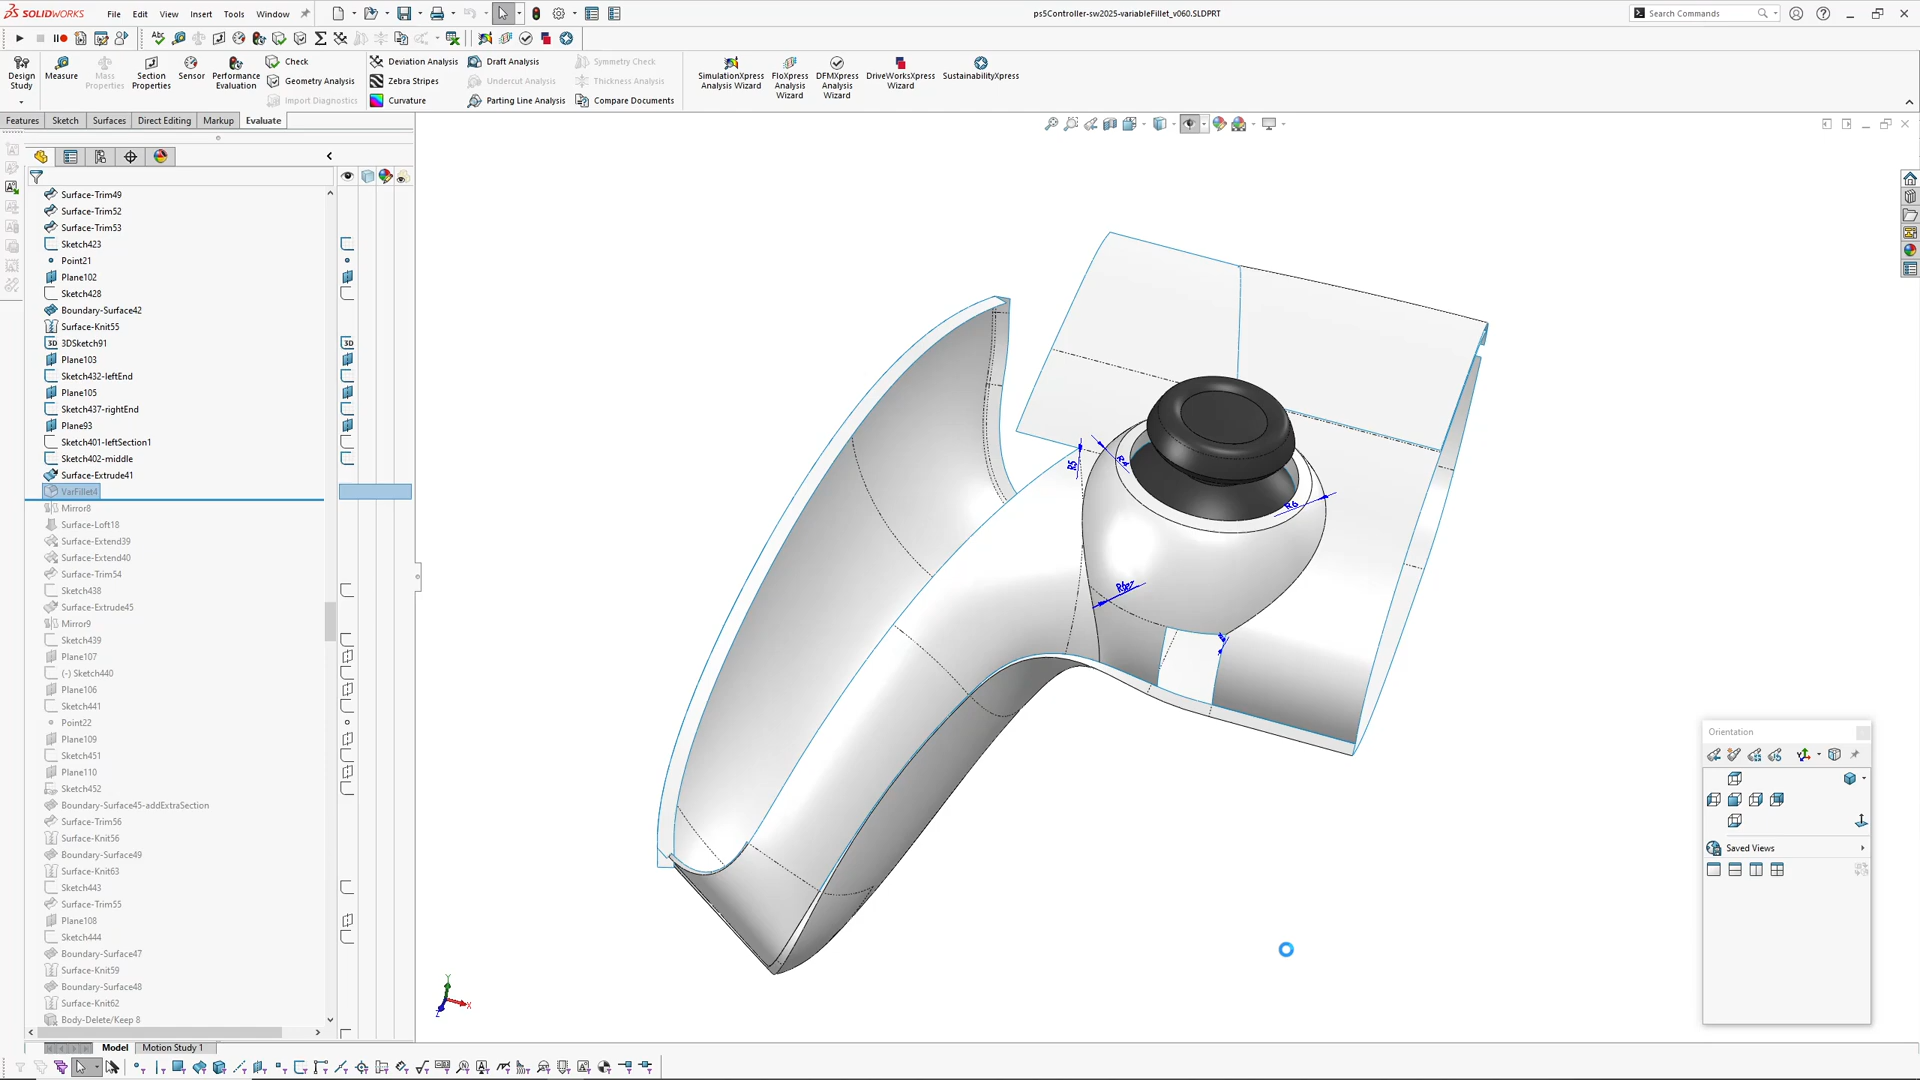 SOLIDWORKS File Edit View Insert Tools Window ps5Controller-sw2025-variableFillet_v060.SLDPRT Search Commands
Design Study Measure Mass Properties Section Properties Sensor Performance Evaluation
Check
Geometry Analysis
Import Diagnostics
Deviation Analysis
Zebra Stripes
Curvature
Draft Analysis
Undercut Analysis
Parting Line Analysis
Symmetry Check
Thickness Analysis
Compare Documents
SimulationXpress Analysis Wizard FloXpress Analysis Wizard DFMXpress Analysis Wizard DriveWorksXpress Wizard SustainabilityXpress
Features Sketch Surfaces Direct Editing Markup Evaluate
Surface-Trim49
Surface-Trim52
Surface-Trim53
Sketch423
Point21
Plane102
Sketch428
Boundary-Surface42
Surface-Knit55
3D 3DSketch91 3D
Plane103
Sketch432-leftEnd
Plane105
Sketch437-rightEnd
Plane93
Sketch401-leftSection1
Sketch402-middle
Surface-Extrude41
VarFillet4
Mirror8
Surface-Loft18
Surface-Extend39
Surface-Extend40
Surface-Trim54
Sketch438
Surface-Extrude45
Mirror9
Sketch439
Plane107
(-) Sketch440
Plane106
Sketch441
Point22
Plane109
Sketch451
Plane110
Sketch452
Boundary-Surface45-addExtraSection
Surface-Trim56
Surface-Knit56
Boundary-Surface49
Surface-Knit63
Sketch443
Surface-Trim55
Plane108
Sketch444
Boundary-Surface47
Surface-Knit59
Boundary-Surface48
Surface-Knit62
Body-Delete/Keep 8
R5
R6
Orientation
Saved Views
Y
X
Z
Model Motion Study 1